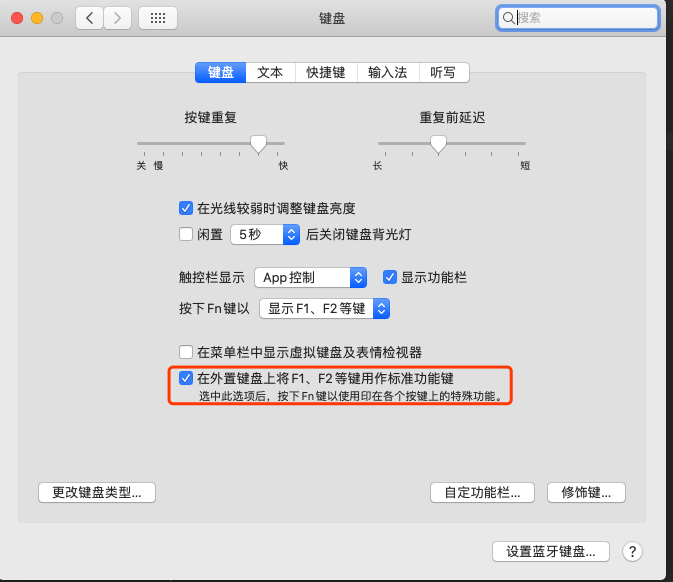 键盘
搜索
键盘 文本 快捷键 输入法 听写
按键重复 重复前延迟
关 慢 快 长 短
在光线较弱时调整键盘亮度
闲置 5秒 后关闭键盘背光灯
触控栏显示 App控制 显示功能栏
按下 Fn 键以 显示 F1、F2 等键
在菜单栏中显示虚拟键盘及表情检视器
在外置键盘上将 F1、F2 等键用作标准功能键
选中此选项后，按下 Fn 键以使用印在各个按键上的特殊功能。
更改键盘类型... 自定功能栏... 修饰键...
设置蓝牙键盘... ?